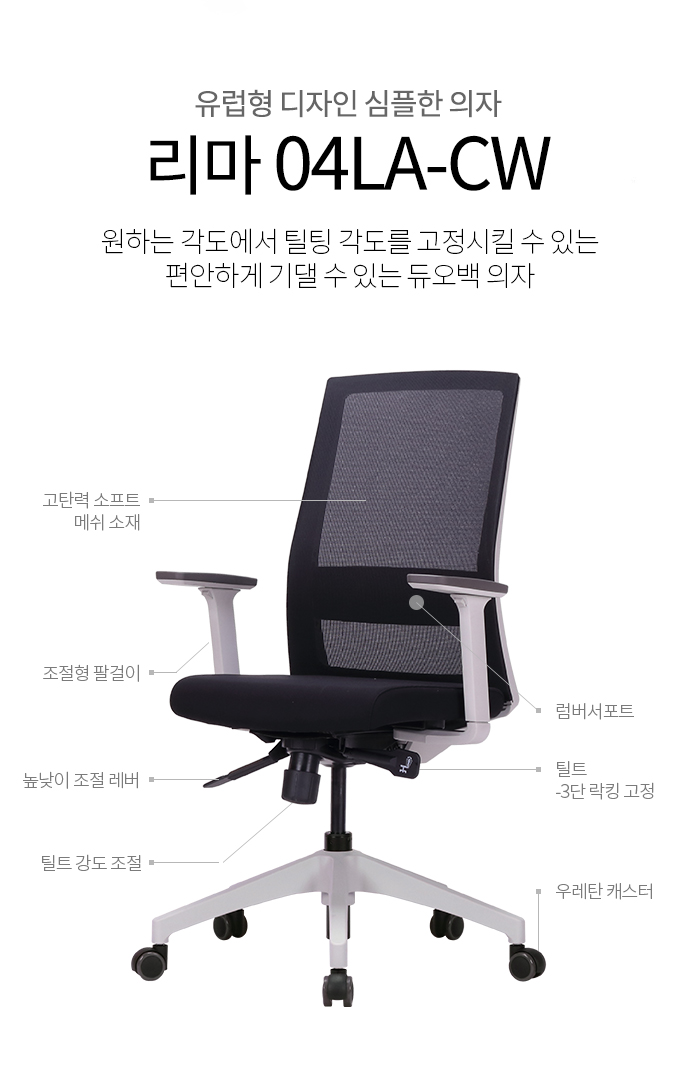 유럽형 디자인 심플한 의자
리마 04LA-CW
원하는 각도에서 틸팅 각도를 고정시킬 수 있는
편안하게 기댈 수 있는 듀오백 의자
고탄력 소프트
메쉬 소재
조절형 팔걸이
럼버서포트
높낮이 조절 레버
틸트
-3단 락킹 고정
틸트 강도 조절
우레탄 캐스터